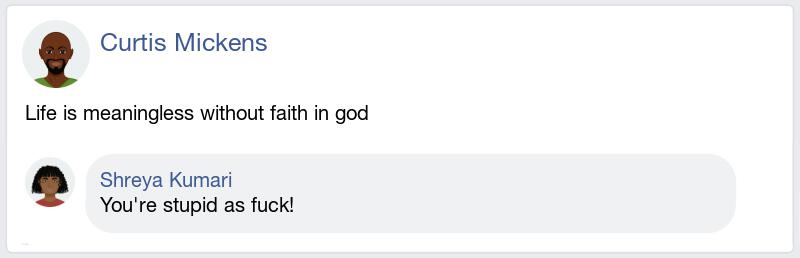 Curtis Mickens
Life is meaningless without faith in god
Shreya Kumari
You're stupid as fuck!